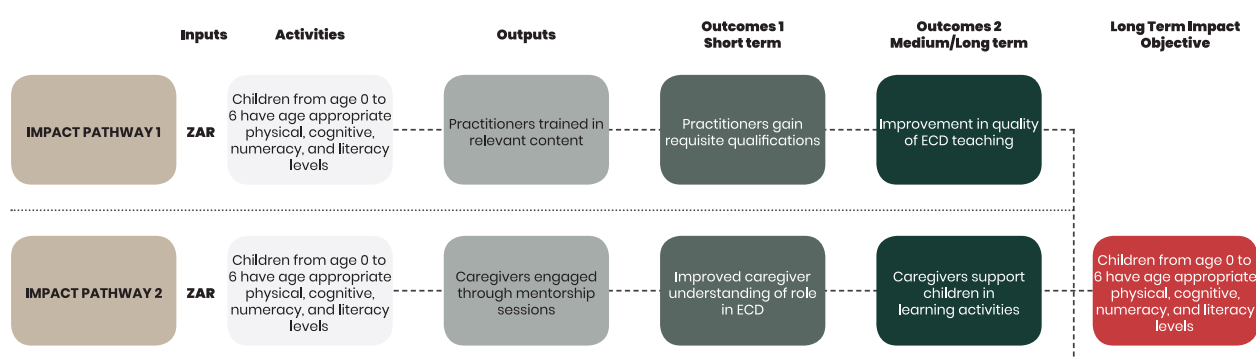 Inputs
Activities
Outputs
Outcomes 1
Short term
Outcomes 2
Medium/Long term
Long Term Impact
Objective
IMPACT PATHWAY 1
ZAR
Children from age 0 to
6 have age appropriate
physical, cognitive,
numeracy, and literacy
levels
Practitioners trained in
relevant content
Practitioners gain
requisite qualifications
Improvement in quality
of ECD teaching
IMPACT PATHWAY 2
ZAR
Children from age 0 to
6 have age appropriate
physical, cognitive,
numeracy, and literacy
levels
Caregivers engaged
through mentorship
sessions
Improved caregiver
understanding of role
in ECD
Caregivers support
children in
learning activities
Children from age 0 to
6 have age appropriate
physical, cognitive,
numeracy, and literacy
levels